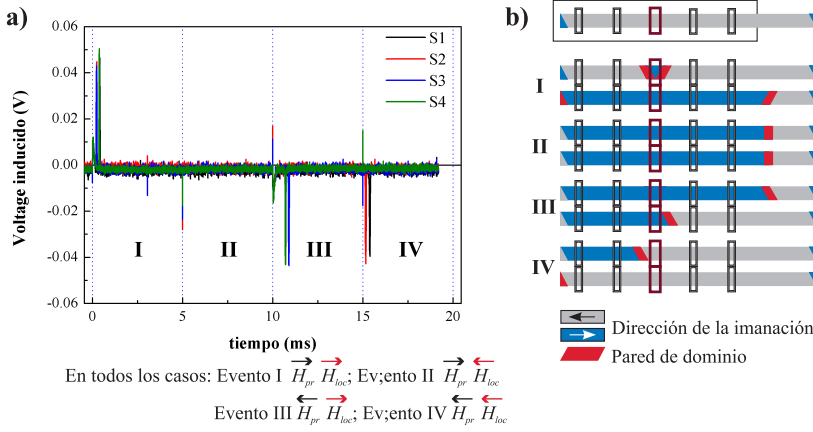 a)
b)
0.06
0.04
0.02
0.00
-0.02
-0.04
-0.06
Voltage inducido (V)
S1
S2
S3
S4
I
II
III
IV
0
5
10
15
20
tiempo (ms)
I
II
III
IV
Dirección de la imanación
Pared de dominio
En todos los casos: Evento I H_pr H_loc; Ev;ento II H_pr H_loc
Evento III H_pr H_loc; Ev;ento IV H_pr H_loc